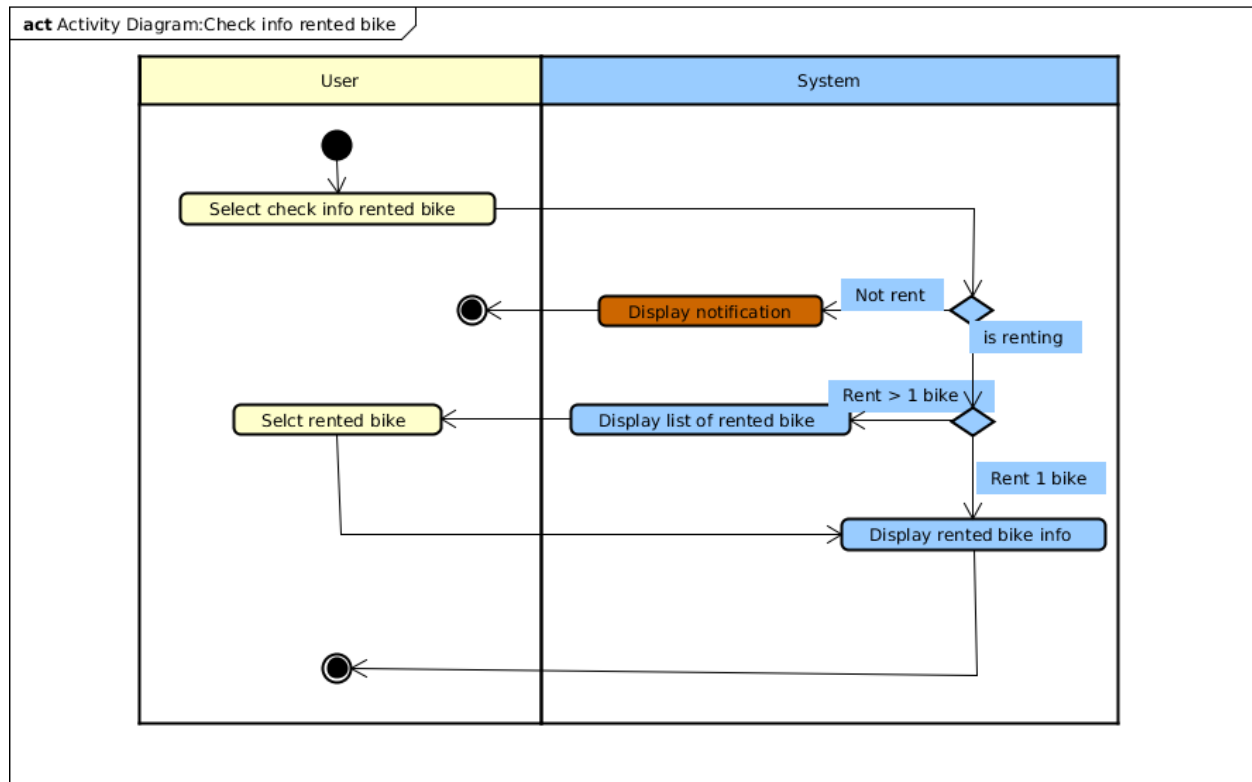 act Activity Diagram:Check info rented bike
User
System
Select check info rented bike
Not rent
Display notification
is renting
Rent > 1 bike
Selct rented bike
Display list of rented bike
Rent 1 bike
Display rented bike info